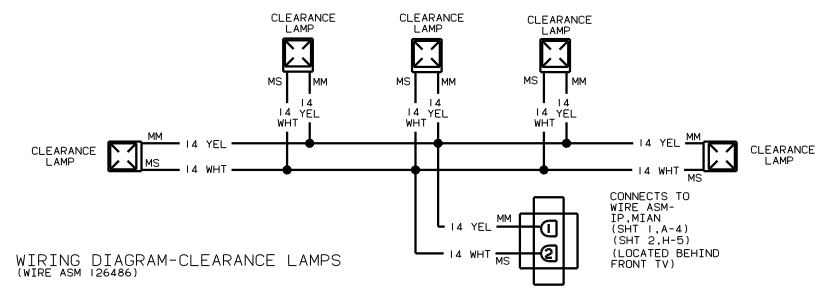 CLEARANCE
LAMP
CLEARANCE
LAMP
CLEARANCE
LAMP
MS
MM
MS
MM
MS
MM
14
WHT
14
YEL
14
WHT
14
YEL
14
WHT
14
YEL
CLEARANCE
LAMP
MM
14 YEL
MS
14 WHT
14 YEL
MM
14 WHT
MS
CLEARANCE
LAMP
14 YEL
MM
1
14 WHT
MS
2
CONNECTS TO
WIRE ASM-
IP,MIAN
(SHT 1,A-4)
(SHT 2,H-5)
(LOCATED BEHIND
FRONT TV)
WIRING DIAGRAM-CLEARANCE LAMPS
(WIRE ASM 126486)